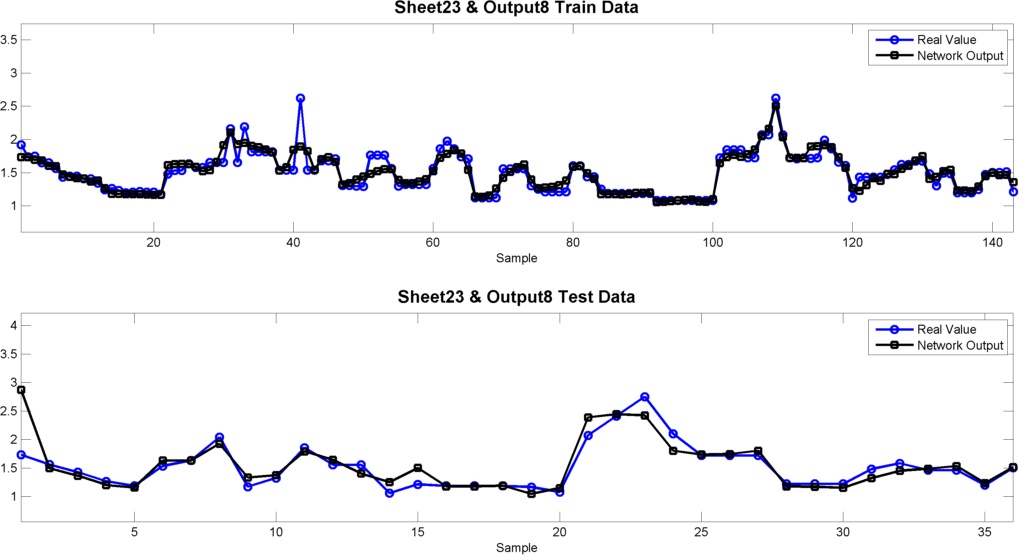 Sheet23 & Output8 Train Data
3.5
3
2.5
2
1.5
1
Real Value
Network Output
20 40 60 80 100 120 140
Sample
Sheet23 & Output8 Test Data
4
3.5
3
2.5
2
1.5
1
Real Value
Network Output
5 10 15 20 25 30 35
Sample